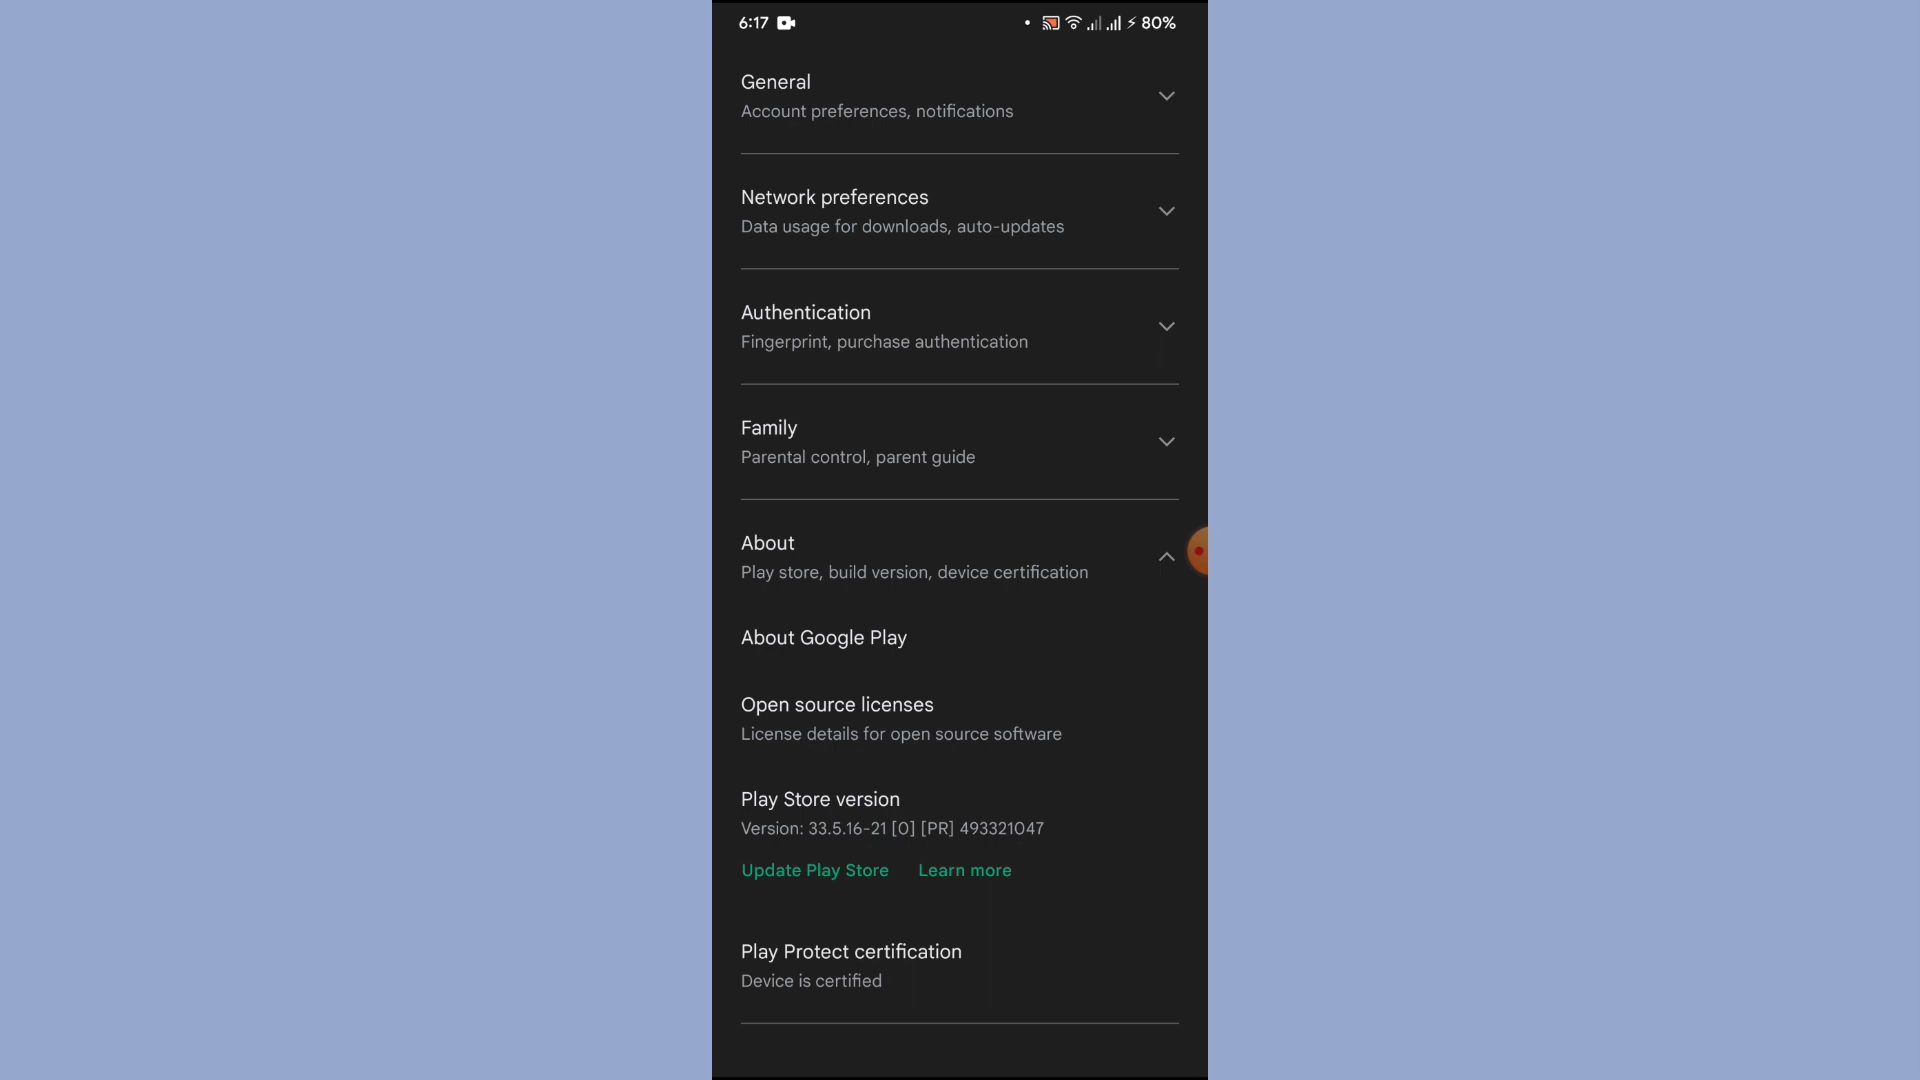 6:17 80%
General
Account preferences, notifications
Network preferences
Data usage for downloads, auto-updates
Authentication
Fingerprint, purchase authentication
Family
Parental control, parent guide
About
Play store, build version, device certification
About Google Play
Open source licenses
License details for open source software
Play Store version
Version: 33.5.16-21 [0] [PR] 493321047
Update Play Store Learn more
Play Protect certification
Device is certified